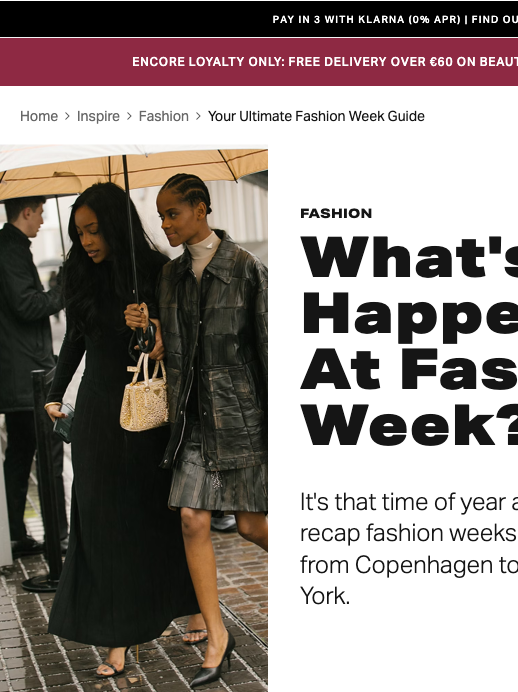 PAY IN 3 WITH KLARNA (0% APR) | FIND
ENCORE LOYALTY ONLY: FREE DELIVERY OVER €60 ON
Home > Inspire > Fashion > Your Ultimate Fashion Week Guide
FASHION
What's
Happe
At Fas
Week?
It's that time of year a
recap fashion weeks
from Copenhagen to
York.